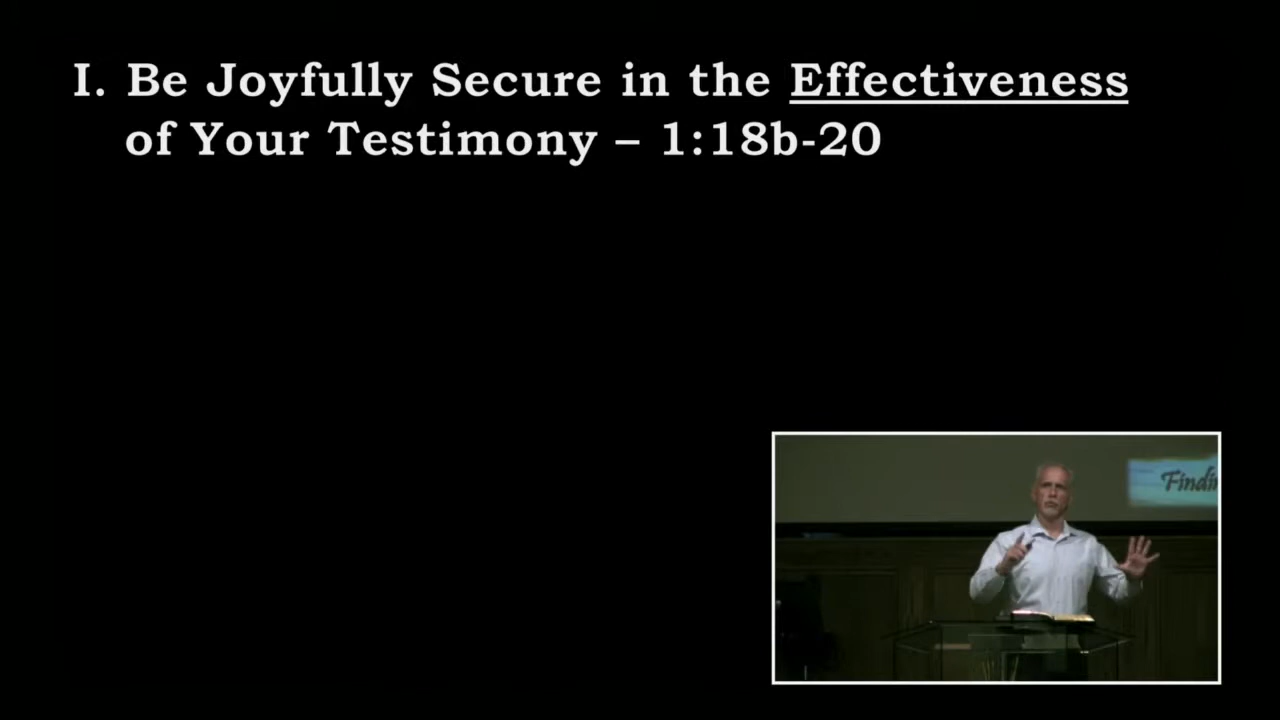 I. Be Joyfully Secure in the Effectiveness
of Your Testimony – 1:18b-20